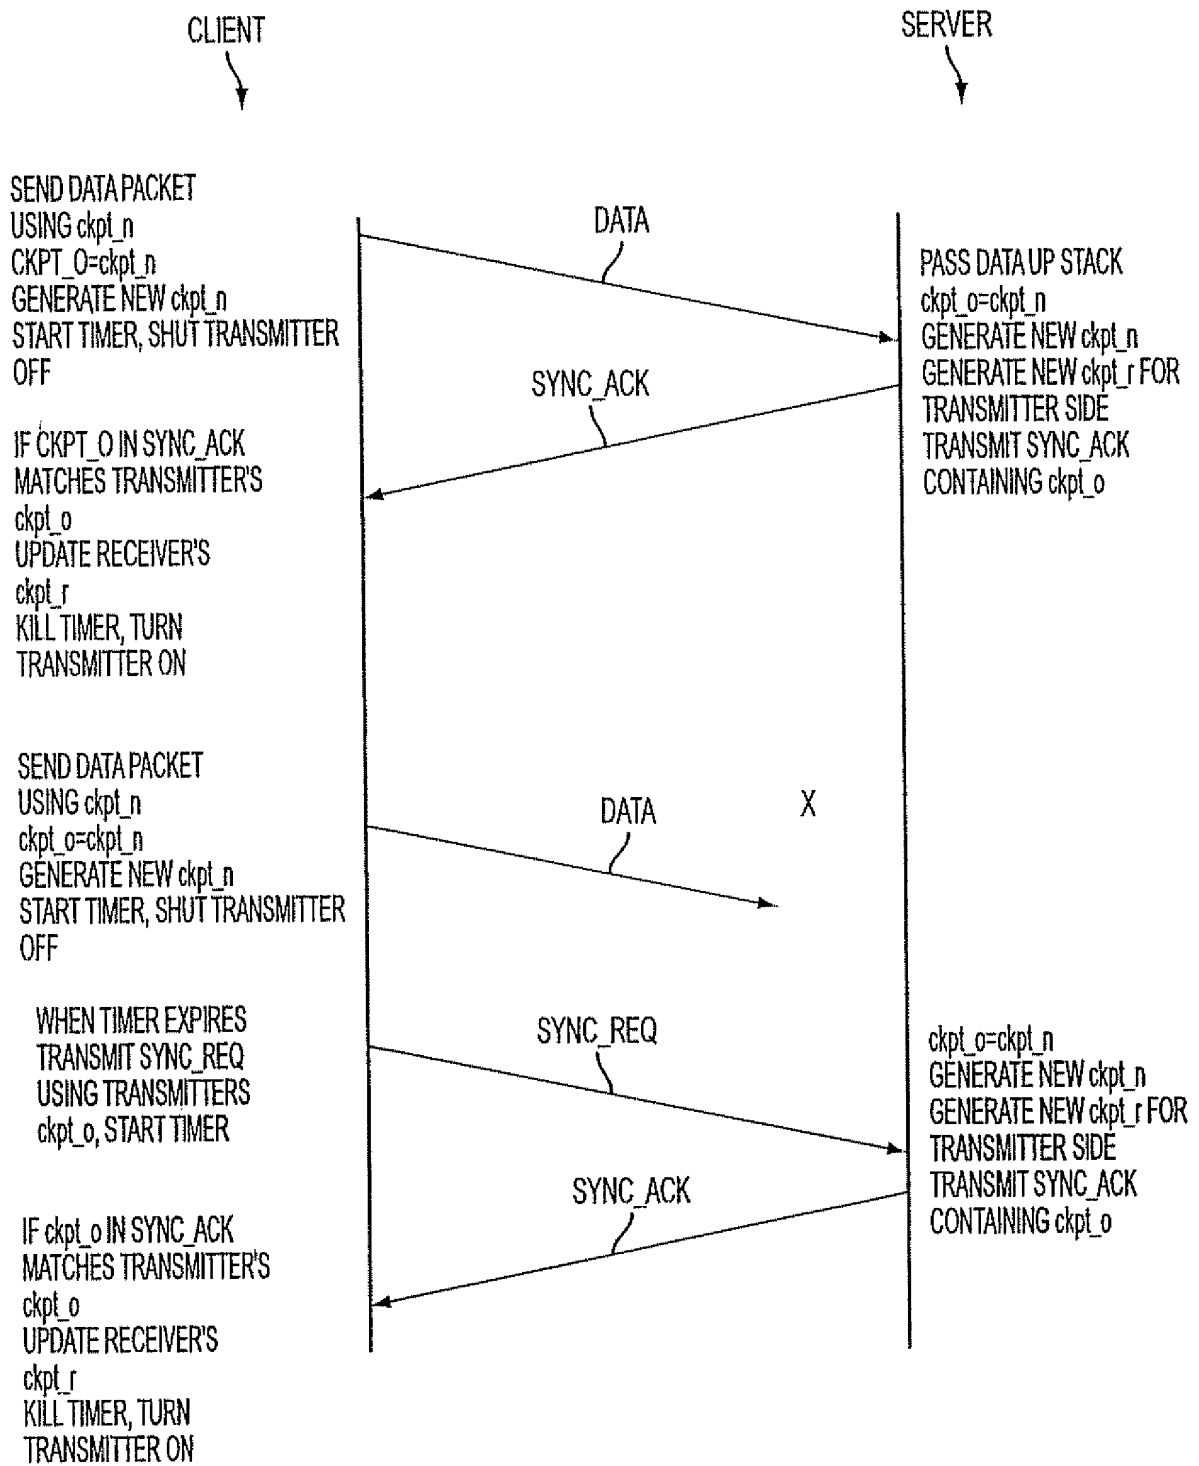 CLIENT
SERVER
SEND DATA PACKET
USING ckpt_n
CKPT_O=ckpt_n
GENERATE NEW ckpt_n
START TIMER, SHUT TRANSMITTER
OFF
DATA
PASS DATA UP STACK
ckpt_o=ckpt_n
GENERATE NEW ckpt_n
GENERATE NEW ckpt_r FOR
TRANSMITTER SIDE
TRANSMIT SYNC_ACK
CONTAINING ckpt_o
SYNC_ACK
IF CKPT_O IN SYNC_ACK
MATCHES TRANSMITTER'S
ckpt_o
UPDATE RECEIVER'S
ckpt_r
KILL TIMER, TURN
TRANSMITTER ON
SEND DATA PACKET
USING ckpt_n
ckpt_o=ckpt_n
GENERATE NEW ckpt_n
START TIMER, SHUT TRANSMITTER
OFF
DATA
X
WHEN TIMER EXPIRES
TRANSMIT SYNC_REQ
USING TRANSMITTERS
ckpt_o, START TIMER
SYNC_REQ
ckpt_o=ckpt_n
GENERATE NEW ckpt_n
GENERATE NEW ckpt_r FOR
TRANSMITTER SIDE
TRANSMIT SYNC_ACK
CONTAINING ckpt_o
SYNC_ACK
IF ckpt_o IN SYNC_ACK
MATCHES TRANSMITTER'S
ckpt_o
UPDATE RECEIVER'S
ckpt_r
KILL TIMER, TURN
TRANSMITTER ON